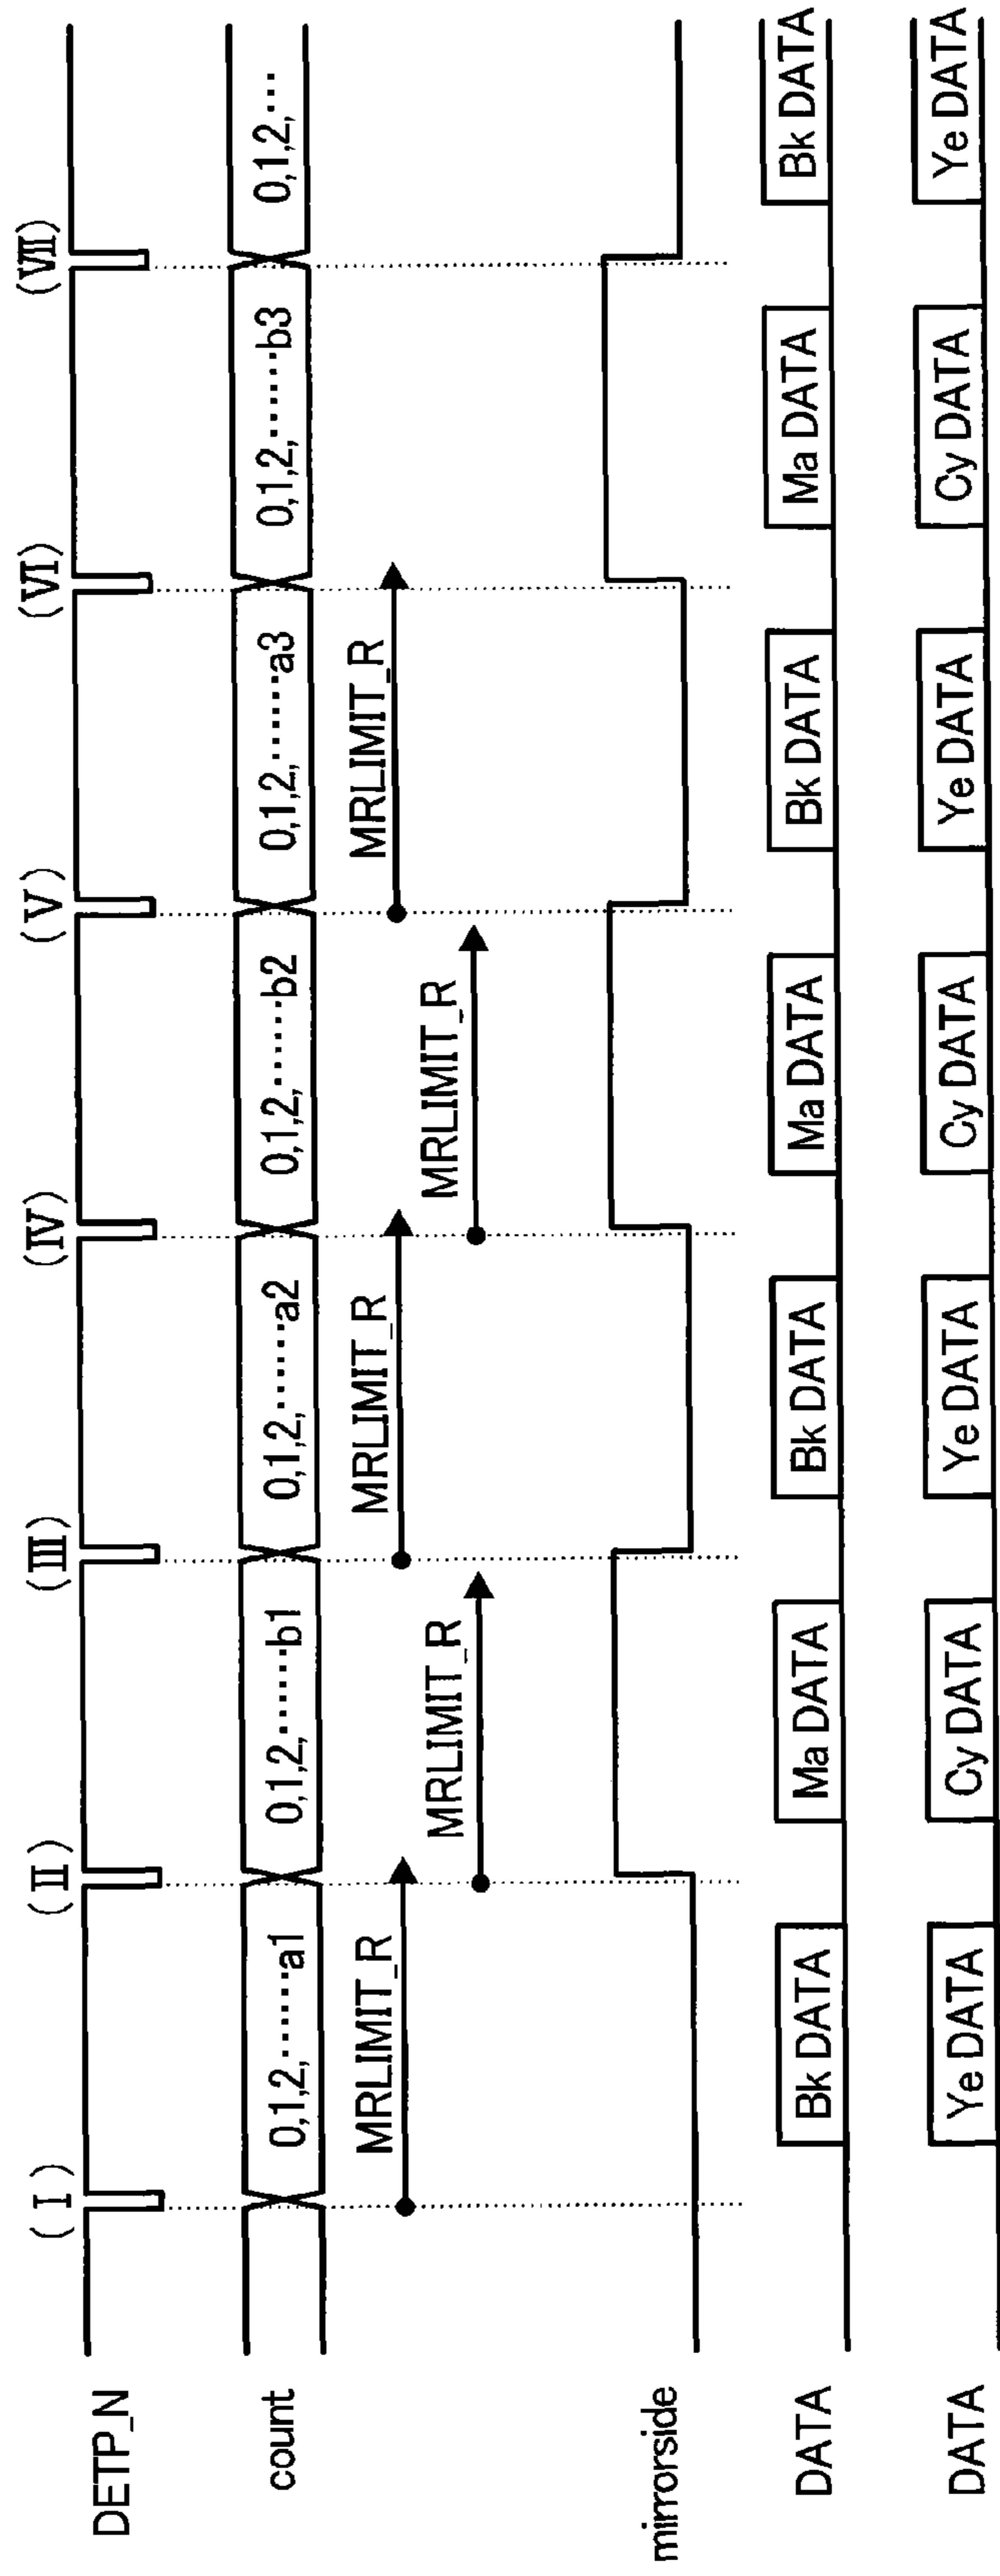 ( I ) ( II ) ( III ) (IV) (V) (VI) (VII)
DETP_N
count 0,1,2,.......a1 0,1,2,.......b1 0,1,2,.......a2 0,1,2,.......b2 0,1,2,.......a3 0,1,2,.......b3 0,1,2,...
MRLIMIT_R MRLIMIT_R MRLIMIT_R
MRLIMIT_R MRLIMIT_R
mirrorside
DATA Bk DATA Ma DATA Bk DATA Ma DATA Bk DATA Ma DATA Bk DATA
DATA Ye DATA Cy DATA Ye DATA Cy DATA Ye DATA Cy DATA Ye DATA